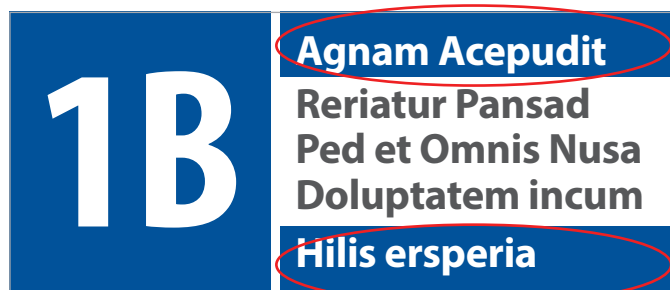 1B
Agnam Acepudit
Reriatur Pansad
Ped et Omnis Nusa
Doluptatem incum
Hilis ersperia